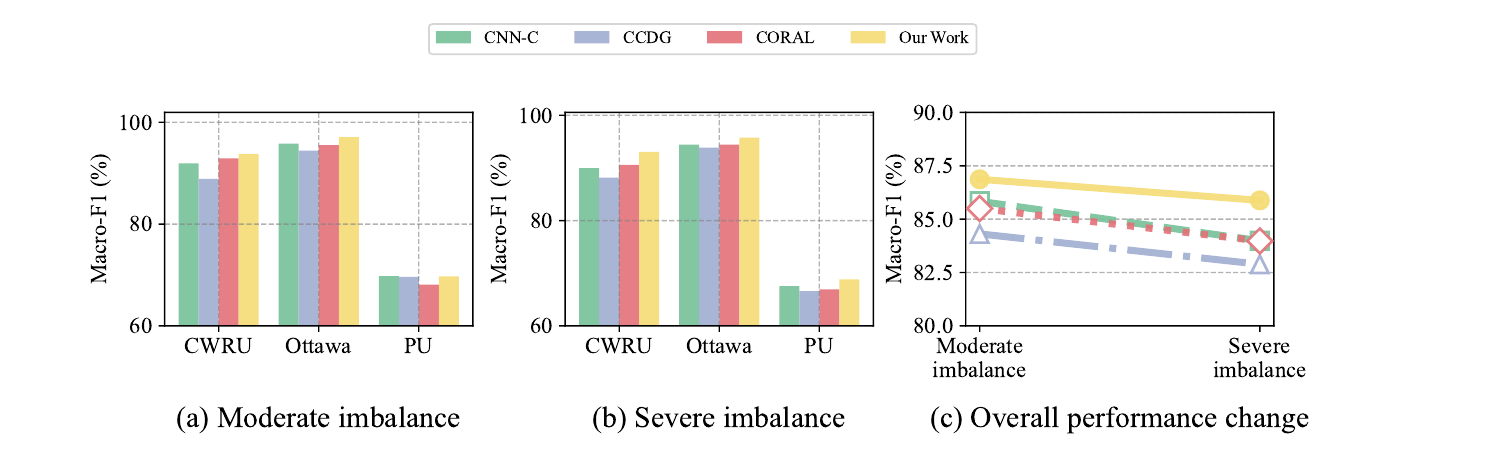 CNN-C CCDG CORAL Our Work
Macro-F1 (%)
100
80
60
CWRU Ottawa PU
(a) Moderate imbalance
Macro-F1 (%)
100
80
60
CWRU Ottawa PU
(b) Severe imbalance
Macro-F1 (%)
90.0
87.5
85.0
82.5
80.0
Moderate
imbalance
Severe
imbalance
(c) Overall performance change